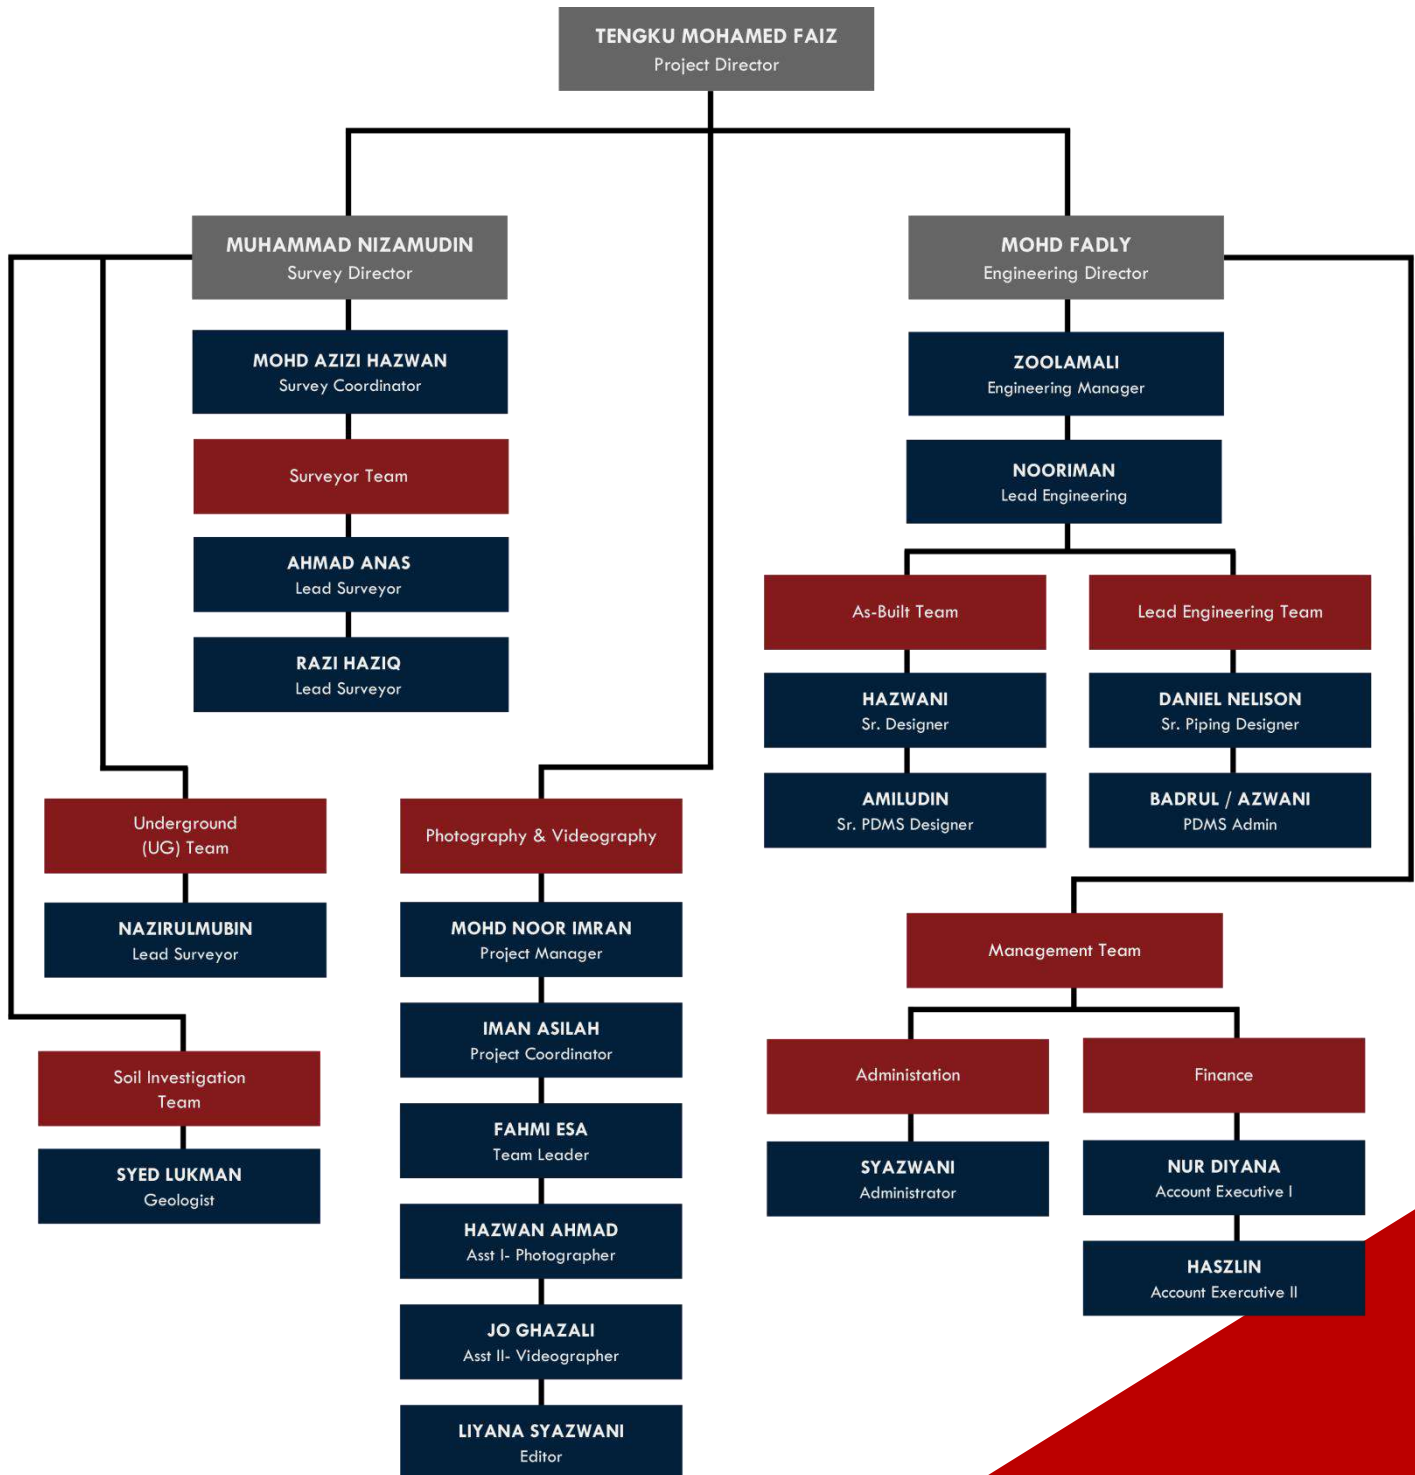 TENGKU MOHAMED FAIZ
Project Director
MUHAMMAD NIZAMUDIN
Survey Director
MOHD AZIZI HAZWAN
Survey Coordinator
Surveyor Team
AHMAD ANAS
Lead Surveyor
RAZI HAZIQ
Lead Surveyor
Underground
(UG) Team
NAZIRULMUBIN
Lead Surveyor
Soil Investigation
Team
SYED LUKMAN
Geologist
Photography & Videography
MOHD NOOR IMRAN
Project Manager
IMAN ASILAH
Project Coordinator
FAHMI ESA
Team Leader
HAZWAN AHMAD
Asst I- Photographer
JO GHAZALI
Asst II- Videographer
LIYANA SYAZWANI
Editor
MOHD FADLY
Engineering Director
ZOOLAMALI
Engineering Manager
NOORIMAN
Lead Engineering
As-Built Team
HAZWANI
Sr. Designer
AMILUDIN
Sr. PDMS Designer
Lead Engineering Team
DANIEL NELISON
Sr. Piping Designer
BADRUL / AZWANI
PDMS Admin
Management Team
Administation
SYAZWANI
Administrator
Finance
NUR DIYANA
Account Executive I
HASZLIN
Account Exercutive II